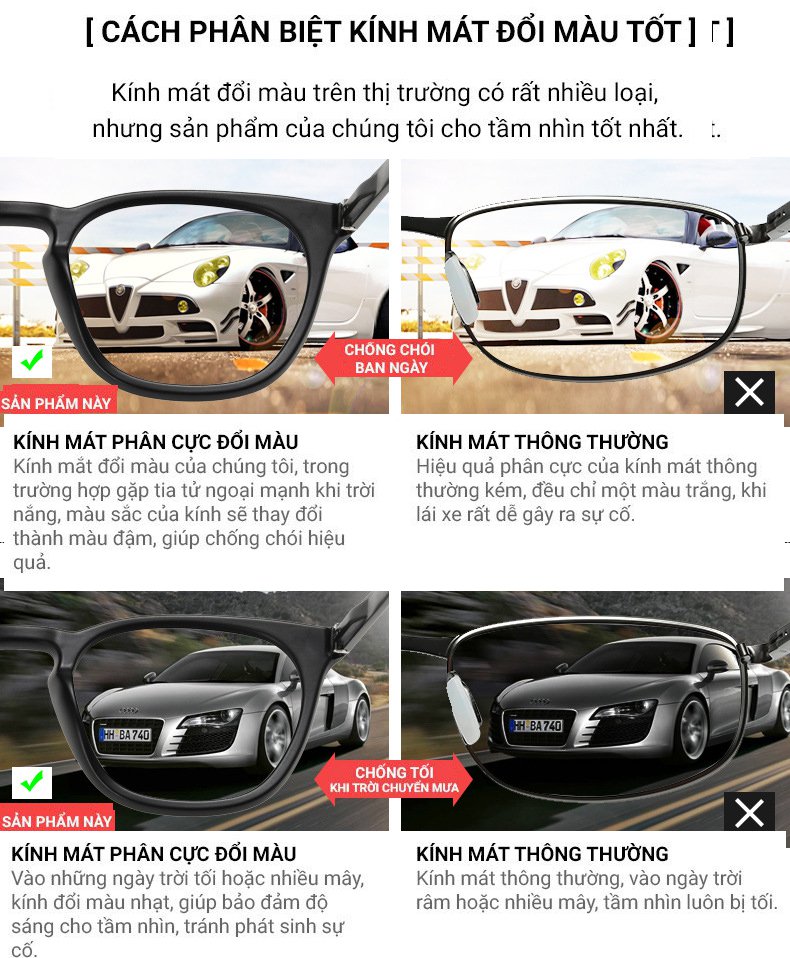 [ CÁCH PHÂN BIỆT KÍNH MÁT ĐỔI MÀU TỐT ] T ]
Kính mát đổi màu trên thị trường có rất nhiều loại,
nhưng sản phẩm của chúng tôi cho tầm nhìn tốt nhất. t.
CHỐNG CHÓI
BAN NGÀY
SẢN PHẨM NÀY
KÍNH MÁT PHÂN CỰC ĐỔI MÀU
Kính mắt đổi màu của chúng tôi, trong
trường hợp gặp tia tử ngoại mạnh khi trời
nắng, màu sắc của kính sẽ thay đổi
thành màu đậm, giúp chống chói hiệu
quả.
KÍNH MÁT THÔNG THƯỜNG
Hiệu quả phân cực của kính mát thông
thường kém, đều chỉ một màu trắng, khi
lái xe rất dễ gây ra sự cố.
HH BA 740
HH BA 740
CHỐNG TỐI
KHI TRỜI CHUYỂN MƯA
SẢN PHẨM NÀY
KÍNH MÁT PHÂN CỰC ĐỔI MÀU
Vào những ngày trời tối hoặc nhiều mây,
kính đổi màu nhạt, giúp bảo đảm độ
sáng cho tầm nhìn, tránh phát sinh sự
cố.
KÍNH MÁT THÔNG THƯỜNG
Kính mát thông thường, vào ngày trời
râm hoặc nhiều mây, tầm nhìn luôn bị tối.